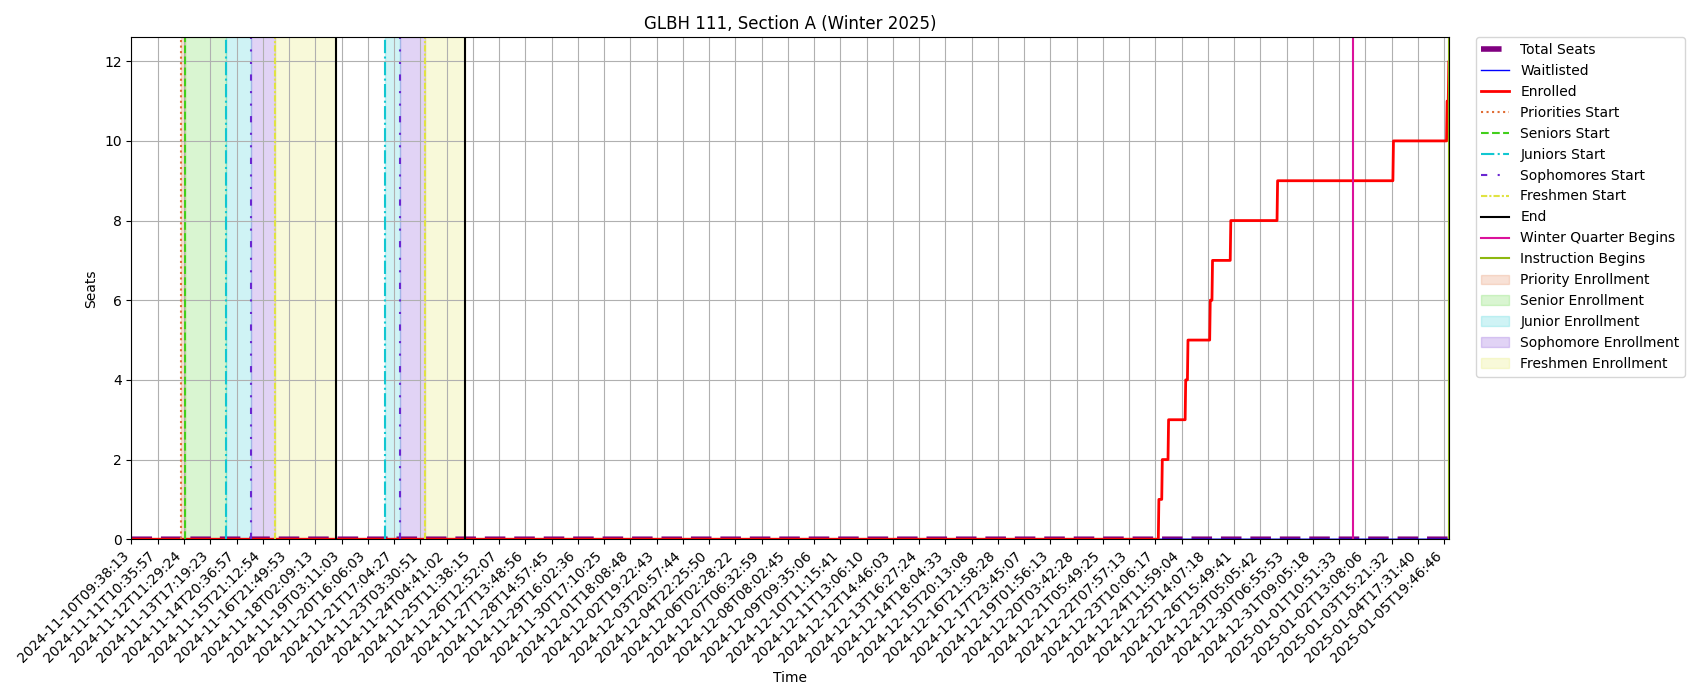 GLBH 111, Section A (Winter 2025)
Seats
12
10
8
6
4
2
0
2024-11-10T09:38:13
2024-11-11T10:35:57
2024-11-12T11:29:24
2024-11-13T17:19:23
2024-11-14T20:36:57
2024-11-15T21:12:54
2024-11-16T21:49:53
2024-11-18T02:09:13
2024-11-19T03:11:03
2024-11-20T16:06:03
2024-11-21T17:04:27
2024-11-23T03:30:51
2024-11-24T04:41:02
2024-11-25T11:38:15
2024-11-26T12:52:07
2024-11-27T13:48:56
2024-11-28T14:57:45
2024-11-29T16:02:36
2024-11-30T17:10:25
2024-12-01T18:08:48
2024-12-02T19:22:43
2024-12-03T20:57:44
2024-12-04T22:25:50
2024-12-06T02:28:22
2024-12-07T06:32:59
2024-12-08T08:02:45
2024-12-09T09:35:06
2024-12-10T11:15:41
2024-12-11T13:06:10
2024-12-12T14:46:03
2024-12-13T16:27:24
2024-12-14T18:04:33
2024-12-15T20:13:08
2024-12-16T21:58:28
2024-12-17T23:45:07
2024-12-19T01:56:13
2024-12-20T03:42:28
2024-12-21T05:49:25
2024-12-22T07:57:13
2024-12-23T10:06:17
2024-12-24T11:59:04
2024-12-25T14:07:18
2024-12-26T15:49:41
2024-12-29T05:05:42
2024-12-30T06:55:53
2024-12-31T09:05:18
2025-01-01T10:51:33
2025-01-02T13:08:06
2025-01-03T15:21:32
2025-01-04T17:31:40
2025-01-05T19:46:46
Time
Total Seats
Waitlisted
Enrolled
Priorities Start
Seniors Start
Juniors Start
Sophomores Start
Freshmen Start
End
Winter Quarter Begins
Instruction Begins
Priority Enrollment
Senior Enrollment
Junior Enrollment
Sophomore Enrollment
Freshmen Enrollment